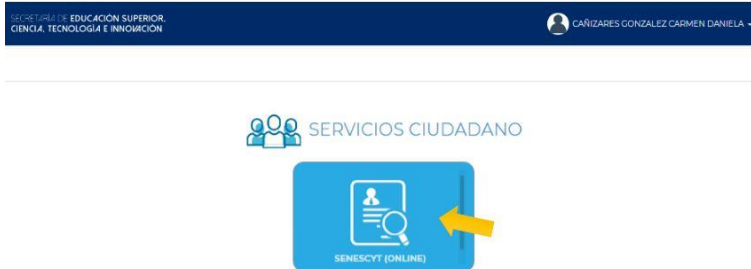 SECRETARÍA DE EDUCACIÓN SUPERIOR,
CIENCIA, TECNOLOGÍA E INNOVACIÓN
CAÑIZARES GONZALEZ CARMEN DANIELA
SERVICIOS CIUDADANO
SENESCYT (ONLINE)